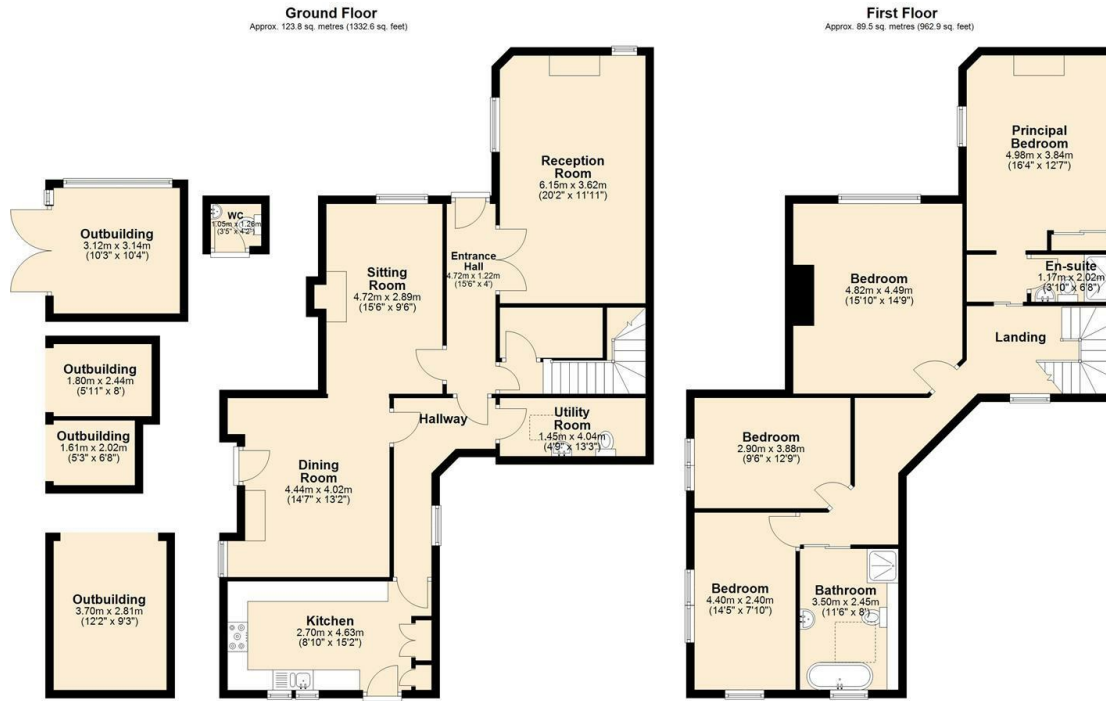 Ground Floor
Approx. 123.8 sq. metres (1332.6 sq. feet)
Reception
Room
6.15m x 3.62m
(20'2" x 11'11")
WC
1.05m x 1.26m
(3'5" x 4'2")
Outbuilding
3.12m x 3.14m
(10'3" x 10'4")
Sitting
Room
4.72m x 2.89m
(15'6" x 9'6")
Entrance
Hall
4.72m x 1.22m
(15'6" x 4')
Outbuilding
1.80m x 2.44m
(5'11" x 8')
Outbuilding
1.61m x 2.02m
(5'3" x 6'8")
Hallway
Utility
Room
1.45m x 4.04m
(4'9" x 13'3")
Dining
Room
4.44m x 4.02m
(14'7" x 13'2")
Outbuilding
3.70m x 2.81m
(12'2" x 9'3")
Kitchen
2.70m x 4.63m
(8'10" x 15'2")
First Floor
Approx. 89.5 sq. metres (962.9 sq. feet)
Principal
Bedroom
4.98m x 3.84m
(16'4" x 12'7")
Bedroom
4.82m x 4.49m
(15'10" x 14'9")
En-suite
1.17m x 2.02m
(3'10" x 6'8")
Landing
Bedroom
2.90m x 3.88m
(9'6" x 12'9")
Bedroom
4.40m x 2.40m
(14'5" x 7'10")
Bathroom
3.50m x 2.45m
(11'6" x 8')